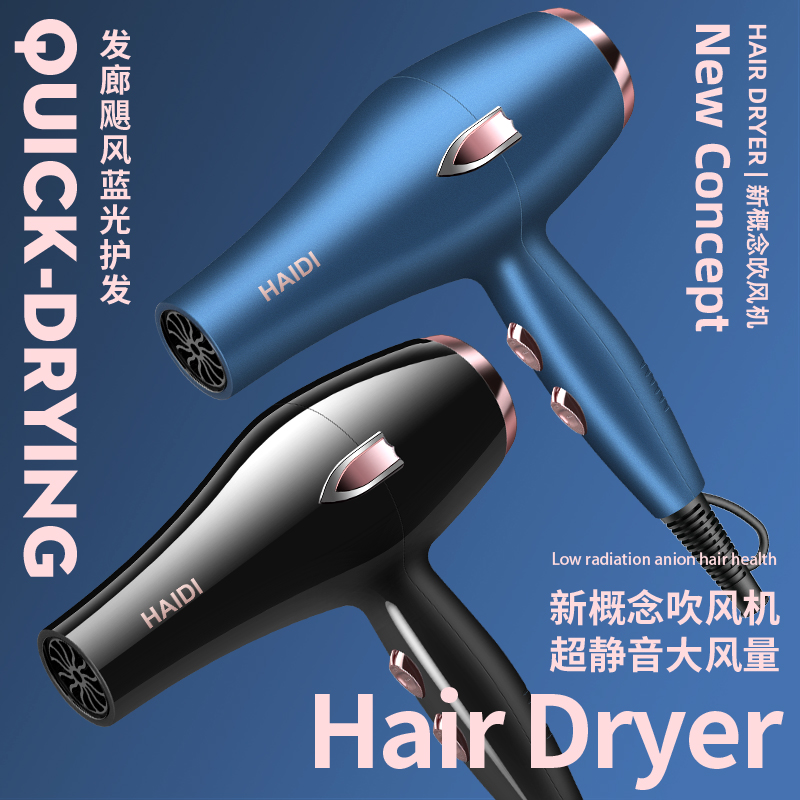 QUICK-DRYING
发廊飓风蓝光护发
HAIR DRYER | 新概念吹风机
New Concept
HAIDI
HAIDI
Low radiation anion hair health
新概念吹风机
超静音大风量
Hair Dryer